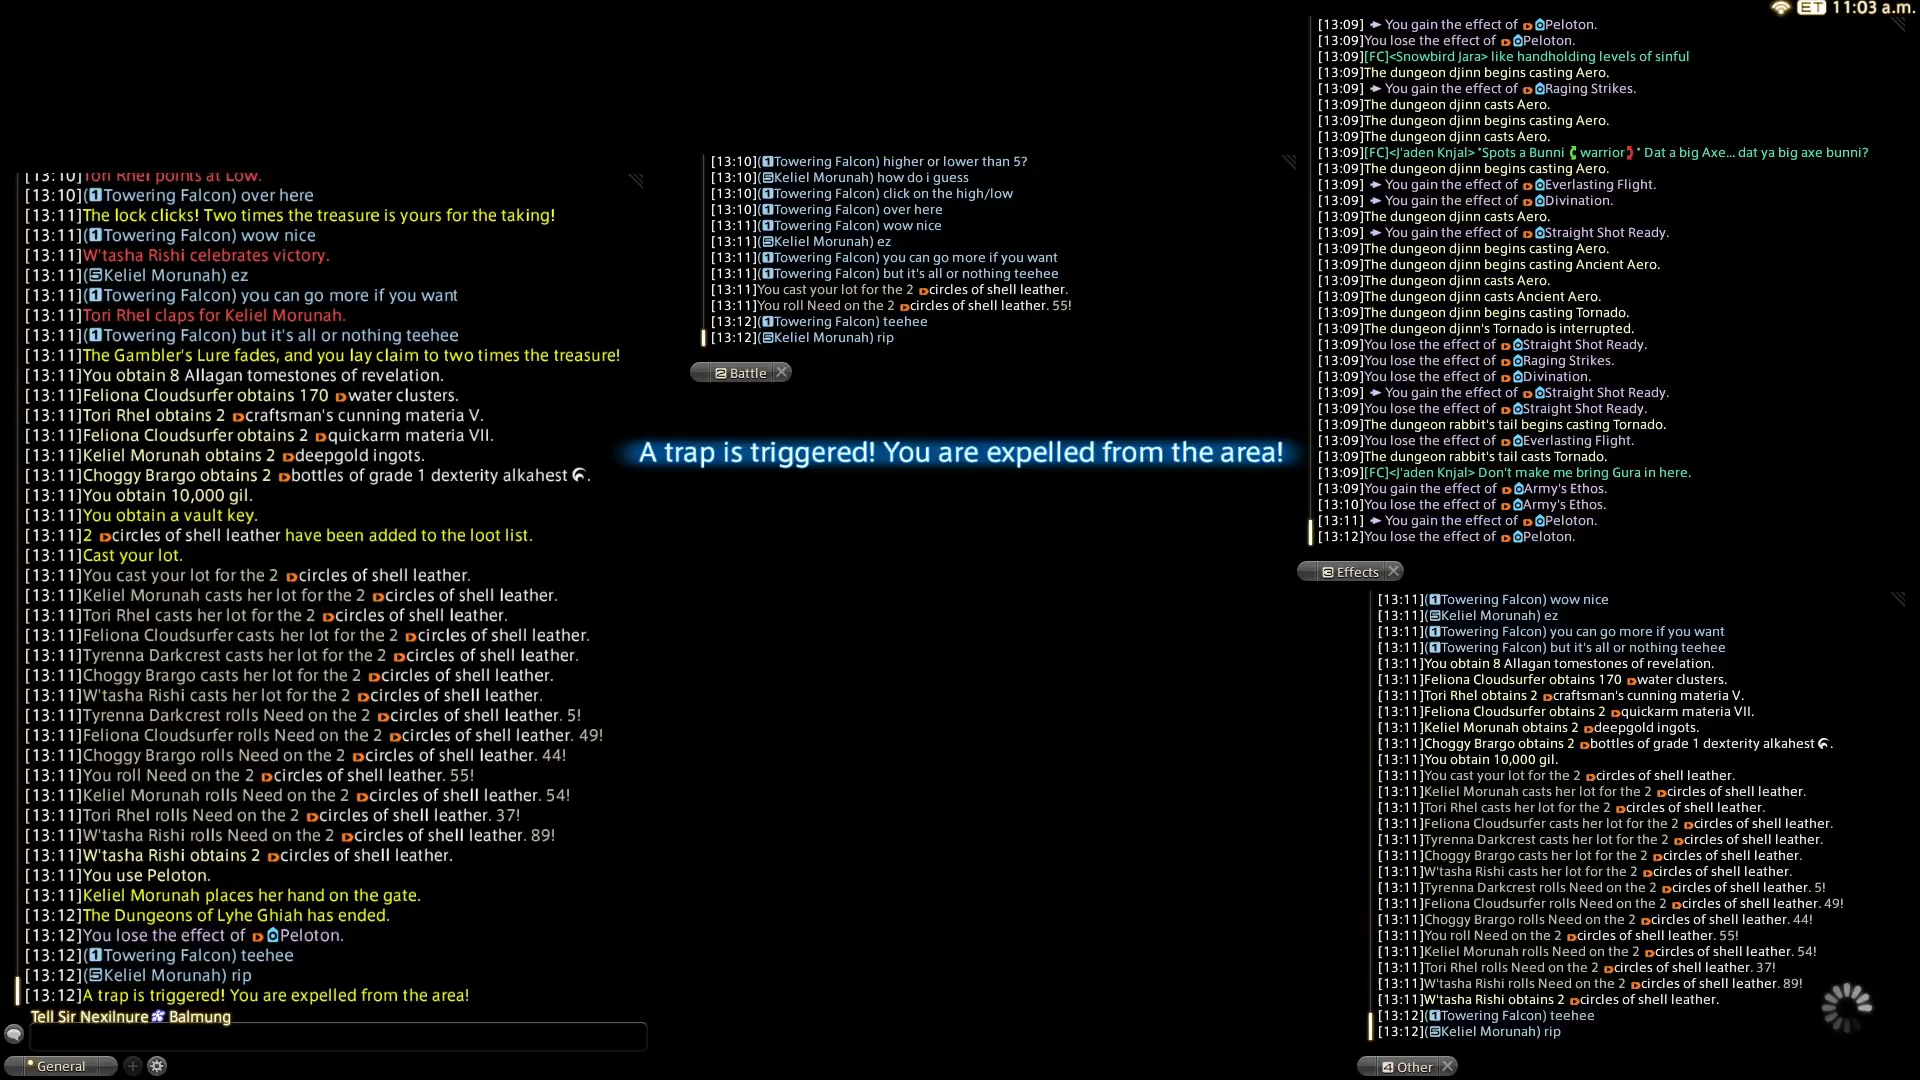 ET 11:03 a.m.
[13:10]Tori Rhel points at Low.
[13:10](1Towering Falcon) over here
[13:11]The lock clicks! Two times the treasure is yours for the taking!
[13:11](1Towering Falcon) wow nice
[13:11]W'tasha Rishi celebrates victory.
[13:11](5Keliel Morunah) ez
[13:11](1Towering Falcon) you can go more if you want
[13:11]Tori Rhel claps for Keliel Morunah.
[13:11](1Towering Falcon) but it's all or nothing teehee
[13:11]The Gambler's Lure fades, and you lay claim to two times the treasure!
[13:11]You obtain 8 Allagan tomestones of revelation.
[13:11]Feliona Cloudsurfer obtains 170 water clusters.
[13:11]Tori Rhel obtains 2 craftsman's cunning materia V.
[13:11]Feliona Cloudsurfer obtains 2 quickarm materia VII.
[13:11]Keliel Morunah obtains 2 deepgold ingots.
[13:11]Choggy Brargo obtains 2 bottles of grade 1 dexterity alkahest.
[13:11]You obtain 10,000 gil.
[13:11]You obtain a vault key.
[13:11]2 circles of shell leather have been added to the loot list.
[13:11]Cast your lot.
[13:11]You cast your lot for the 2 circles of shell leather.
[13:11]Keliel Morunah casts her lot for the 2 circles of shell leather.
[13:11]Tori Rhel casts her lot for the 2 circles of shell leather.
[13:11]Feliona Cloudsurfer casts her lot for the 2 circles of shell leather.
[13:11]Tyrenna Darkcrest casts her lot for the 2 circles of shell leather.
[13:11]Choggy Brargo casts her lot for the 2 circles of shell leather.
[13:11]W'tasha Rishi casts her lot for the 2 circles of shell leather.
[13:11]Tyrenna Darkcrest rolls Need on the 2 circles of shell leather. 5!
[13:11]Feliona Cloudsurfer rolls Need on the 2 circles of shell leather. 49!
[13:11]Choggy Brargo rolls Need on the 2 circles of shell leather. 44!
[13:11]You roll Need on the 2 circles of shell leather. 55!
[13:11]Keliel Morunah rolls Need on the 2 circles of shell leather. 54!
[13:11]Tori Rhel rolls Need on the 2 circles of shell leather. 37!
[13:11]W'tasha Rishi rolls Need on the 2 circles of shell leather. 89!
[13:11]W'tasha Rishi obtains 2 circles of shell leather.
[13:11]You use Peloton.
[13:11]Keliel Morunah places her hand on the gate.
[13:12]The Dungeons of Lyhe Ghiah has ended.
[13:12]You lose the effect of Peloton.
[13:12](1Towering Falcon) teehee
[13:12](5Keliel Morunah) rip
[13:12]A trap is triggered! You are expelled from the area!
Tell Sir Nexilnure Balmung
General
[13:10](1Towering Falcon) higher or lower than 5?
[13:10](5Keliel Morunah) how do i guess
[13:10](1Towering Falcon) click on the high/low
[13:10](1Towering Falcon) over here
[13:11](1Towering Falcon) wow nice
[13:11](5Keliel Morunah) ez
[13:11](1Towering Falcon) you can go more if you want
[13:11](1Towering Falcon) but it's all or nothing teehee
[13:11]You cast your lot for the 2 circles of shell leather.
[13:11]You roll Need on the 2 circles of shell leather. 55!
[13:12](1Towering Falcon) teehee
[13:12](5Keliel Morunah) rip
2 Battle
A trap is triggered! You are expelled from the area!
[13:09] You gain the effect of Peloton.
[13:09]You lose the effect of Peloton.
[13:09][FC]<Snowbird Jara> like handholding levels of sinful
[13:09]The dungeon djinn begins casting Aero.
[13:09] You gain the effect of Raging Strikes.
[13:09]The dungeon djinn casts Aero.
[13:09]The dungeon djinn begins casting Aero.
[13:09]The dungeon djinn casts Aero.
[13:09][FC]<J'aden Knjal> *Spots a Bunni warrior* Dat a big Axe... dat ya big axe bunni?
[13:09]The dungeon djinn begins casting Aero.
[13:09] You gain the effect of Everlasting Flight.
[13:09] You gain the effect of Divination.
[13:09]The dungeon djinn casts Aero.
[13:09] You gain the effect of Straight Shot Ready.
[13:09]The dungeon djinn begins casting Aero.
[13:09]The dungeon djinn begins casting Ancient Aero.
[13:09]The dungeon djinn casts Aero.
[13:09]The dungeon djinn casts Ancient Aero.
[13:09]The dungeon djinn begins casting Tornado.
[13:09]The dungeon djinn's Tornado is interrupted.
[13:09]You lose the effect of Straight Shot Ready.
[13:09]You lose the effect of Raging Strikes.
[13:09]You lose the effect of Divination.
[13:09] You gain the effect of Straight Shot Ready.
[13:09]You lose the effect of Straight Shot Ready.
[13:09]The dungeon rabbit's tail begins casting Tornado.
[13:09]You lose the effect of Everlasting Flight.
[13:09]The dungeon rabbit's tail casts Tornado.
[13:09][FC]<J'aden Knjal> Don't make me bring Gura in here.
[13:09]You gain the effect of Army's Ethos.
[13:10]You lose the effect of Army's Ethos.
[13:11] You gain the effect of Peloton.
[13:12]You lose the effect of Peloton.
3 Effects
[13:11](1Towering Falcon) wow nice
[13:11](5Keliel Morunah) ez
[13:11](1Towering Falcon) you can go more if you want
[13:11](1Towering Falcon) but it's all or nothing teehee
[13:11]You obtain 8 Allagan tomestones of revelation.
[13:11]Feliona Cloudsurfer obtains 170 water clusters.
[13:11]Tori Rhel obtains 2 craftsman's cunning materia V.
[13:11]Feliona Cloudsurfer obtains 2 quickarm materia VII.
[13:11]Keliel Morunah obtains 2 deepgold ingots.
[13:11]Choggy Brargo obtains 2 bottles of grade 1 dexterity alkahest.
[13:11]You obtain 10,000 gil.
[13:11]You cast your lot for the 2 circles of shell leather.
[13:11]Keliel Morunah casts her lot for the 2 circles of shell leather.
[13:11]Tori Rhel casts her lot for the 2 circles of shell leather.
[13:11]Feliona Cloudsurfer casts her lot for the 2 circles of shell leather.
[13:11]Tyrenna Darkcrest casts her lot for the 2 circles of shell leather.
[13:11]Choggy Brargo casts her lot for the 2 circles of shell leather.
[13:11]W'tasha Rishi casts her lot for the 2 circles of shell leather.
[13:11]Tyrenna Darkcrest rolls Need on the 2 circles of shell leather. 5!
[13:11]Feliona Cloudsurfer rolls Need on the 2 circles of shell leather. 49!
[13:11]Choggy Brargo rolls Need on the 2 circles of shell leather. 44!
[13:11]You roll Need on the 2 circles of shell leather. 55!
[13:11]Keliel Morunah rolls Need on the 2 circles of shell leather. 54!
[13:11]Tori Rhel rolls Need on the 2 circles of shell leather. 37!
[13:11]W'tasha Rishi rolls Need on the 2 circles of shell leather. 89!
[13:11]W'tasha Rishi obtains 2 circles of shell leather.
[13:12](1Towering Falcon) teehee
[13:12](5Keliel Morunah) rip
4 Other